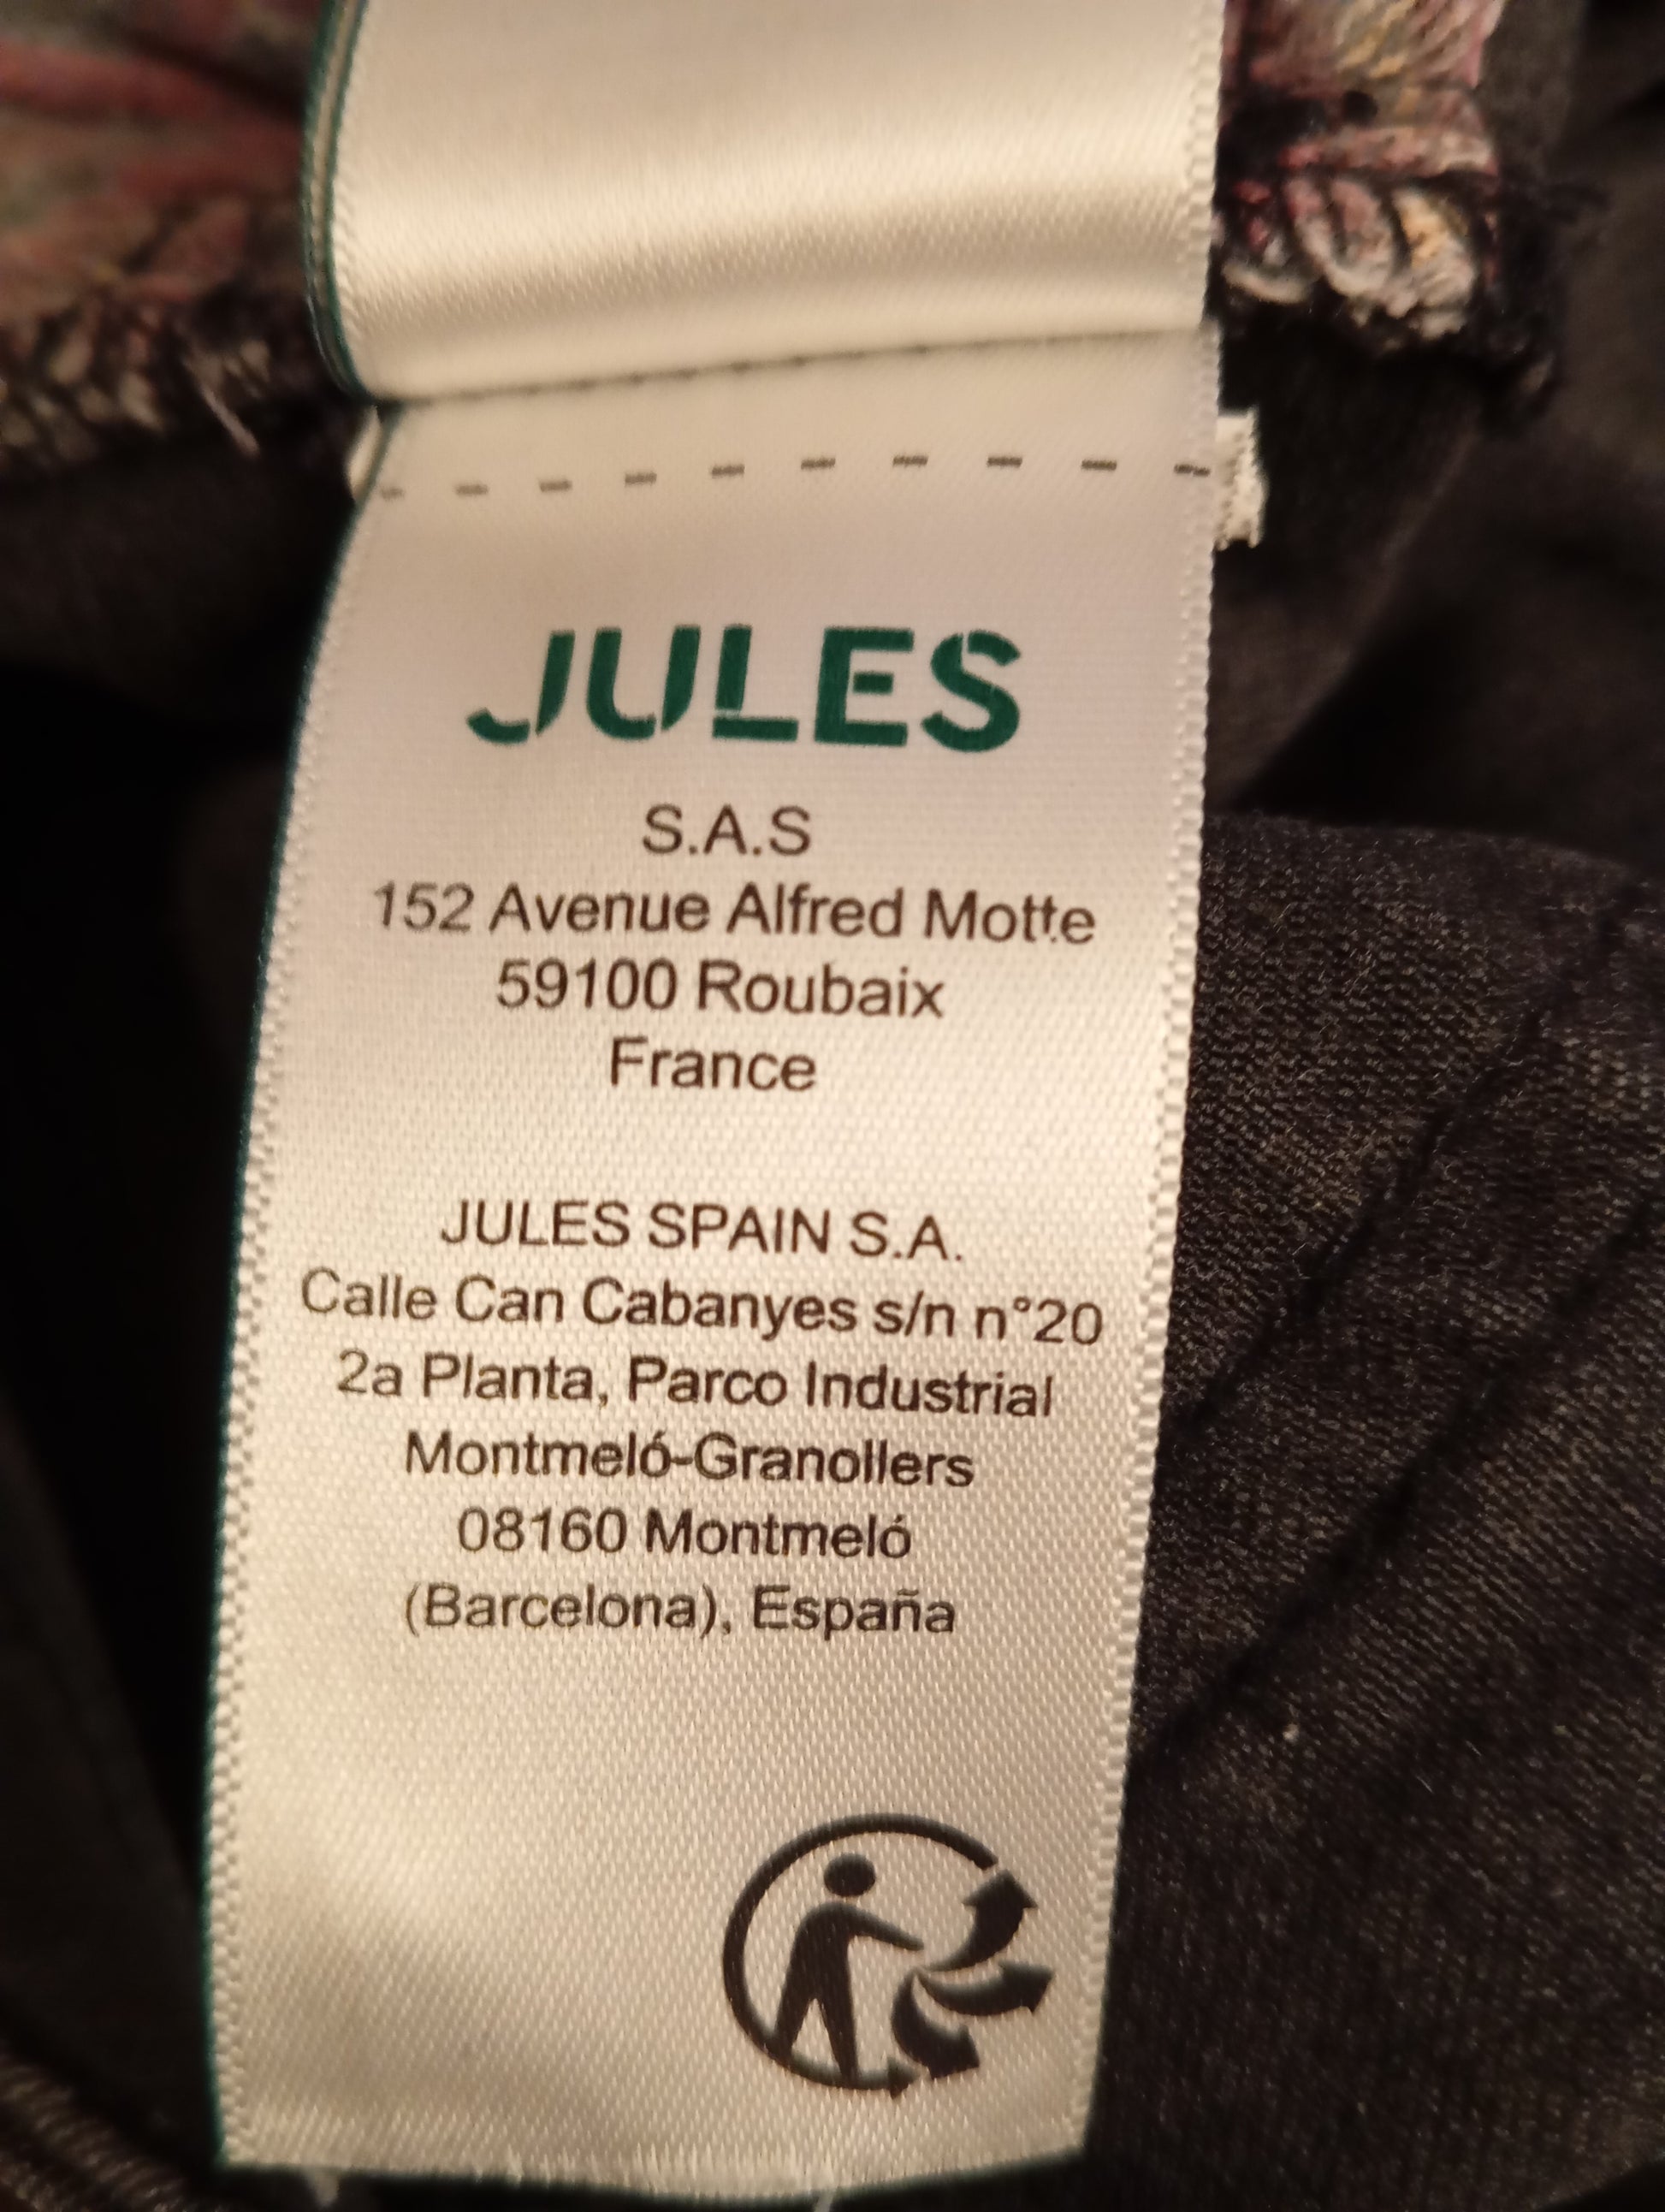 JULES
S.A.S
152 Avenue Alfred Motte
59100 Roubaix
France
JULES SPAIN S.A.
Calle Can Cabanyes s/n n°20
2a Planta, Parco Industrial
Montmeló-Granollers
08160 Montmeló
(Barcelona), España